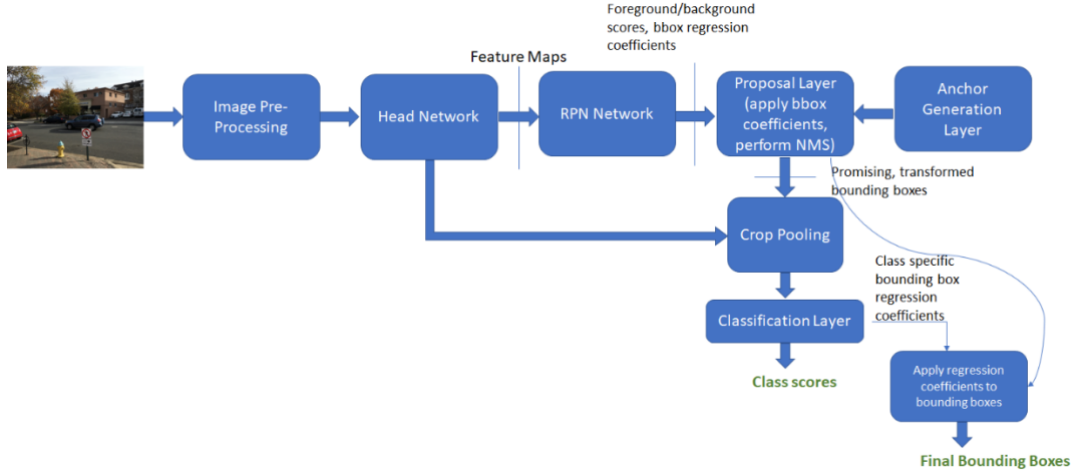 Foreground/background
scores, bbox regression
coefficients
Feature Maps
Image Pre-
Processing
Head Network
RPN Network
Proposal Layer
(apply bbox
coefficients,
perform NMS)
Anchor
Generation
Layer
Promising, transformed
bounding boxes
Crop Pooling
Class specific
bounding box
regression
coefficients
Classification Layer
Class scores
Apply regression
coefficients to
bounding boxes
Final Bounding Boxes